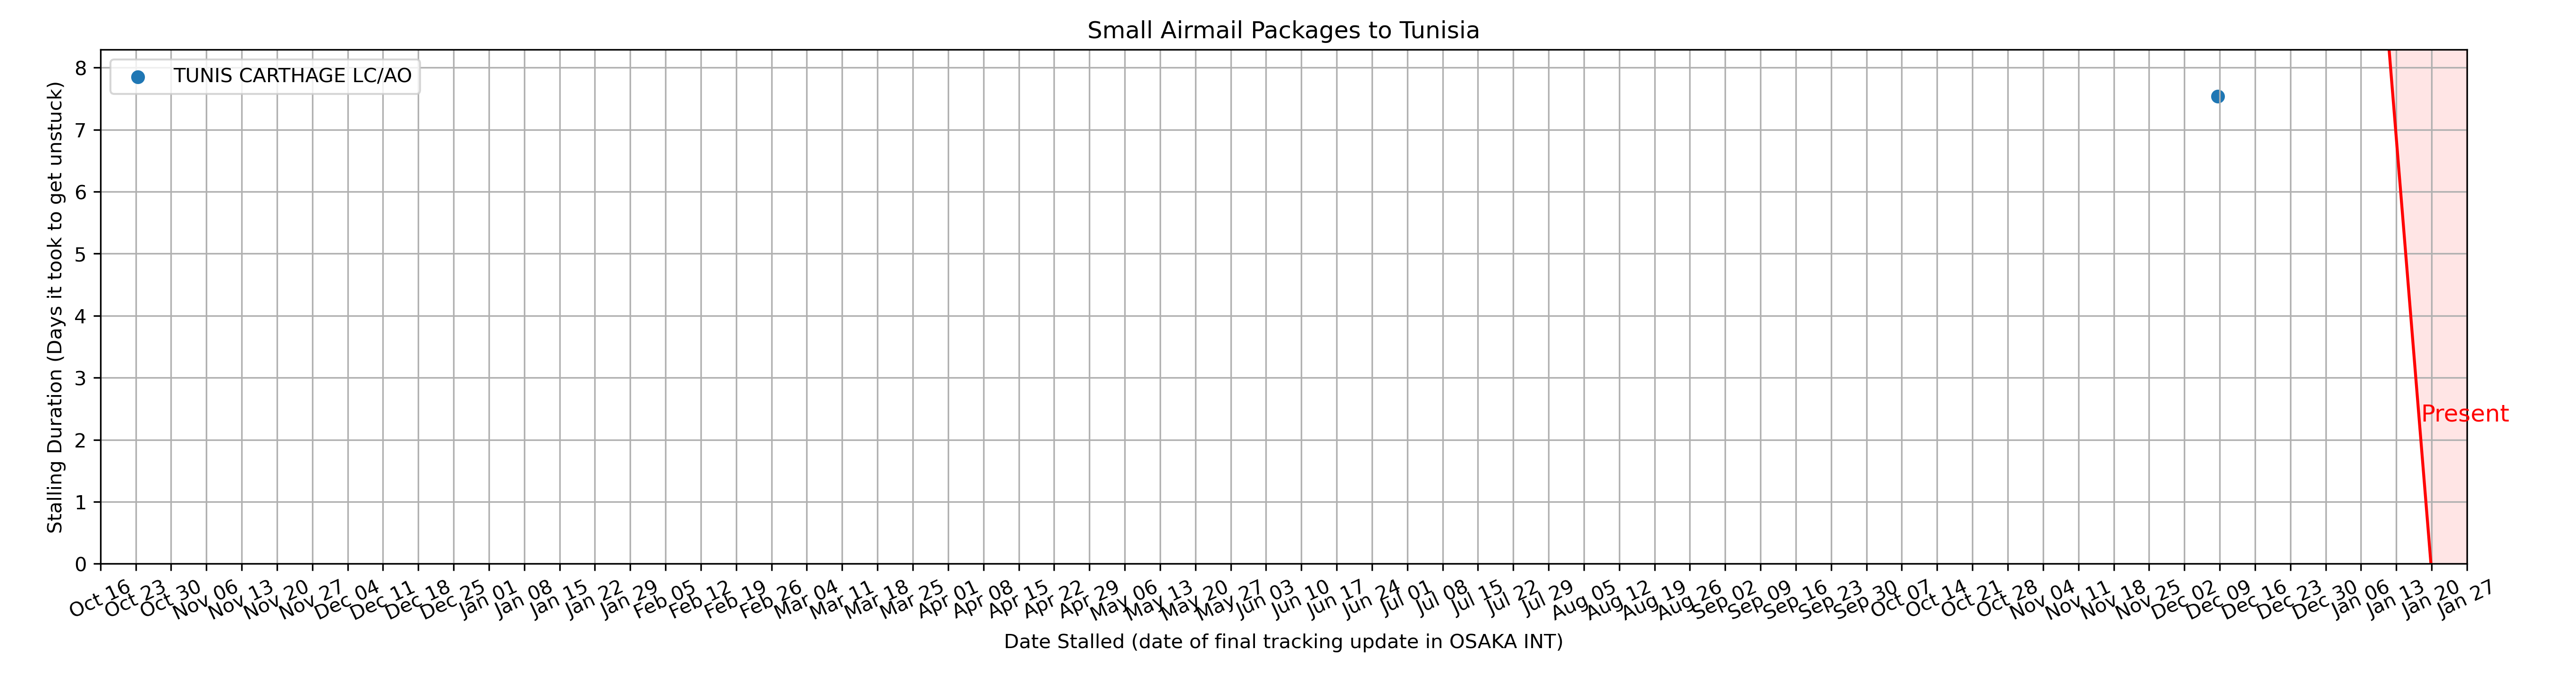 Small Airmail Packages to Tunisia
TUNIS CARTHAGE LC/AO
Stalling Duration (Days it took to get unstuck)
8
7
6
5
4
3
2
1
0
Present
Oct 16 Oct 23 Oct 30 Nov 06 Nov 13 Nov 20 Nov 27 Dec 04 Dec 11 Dec 18 Dec 25 Jan 01 Jan 08 Jan 15 Jan 22 Jan 29 Feb 05 Feb 12 Feb 19 Feb 26 Mar 04 Mar 11 Mar 18 Mar 25 Apr 01 Apr 08 Apr 15 Apr 22 Apr 29 May 06 May 13 May 20 May 27 Jun 03 Jun 10 Jun 17 Jun 24 Jul 01 Jul 08 Jul 15 Jul 22 Jul 29 Aug 05 Aug 12 Aug 19 Aug 26 Sep 02 Sep 09 Sep 16 Sep 23 Sep 30 Oct 07 Oct 14 Oct 21 Oct 28 Nov 04 Nov 11 Nov 18 Nov 25 Dec 02 Dec 09 Dec 16 Dec 23 Dec 30 Jan 06 Jan 13 Jan 20 Jan 27
Date Stalled (date of final tracking update in OSAKA INT)